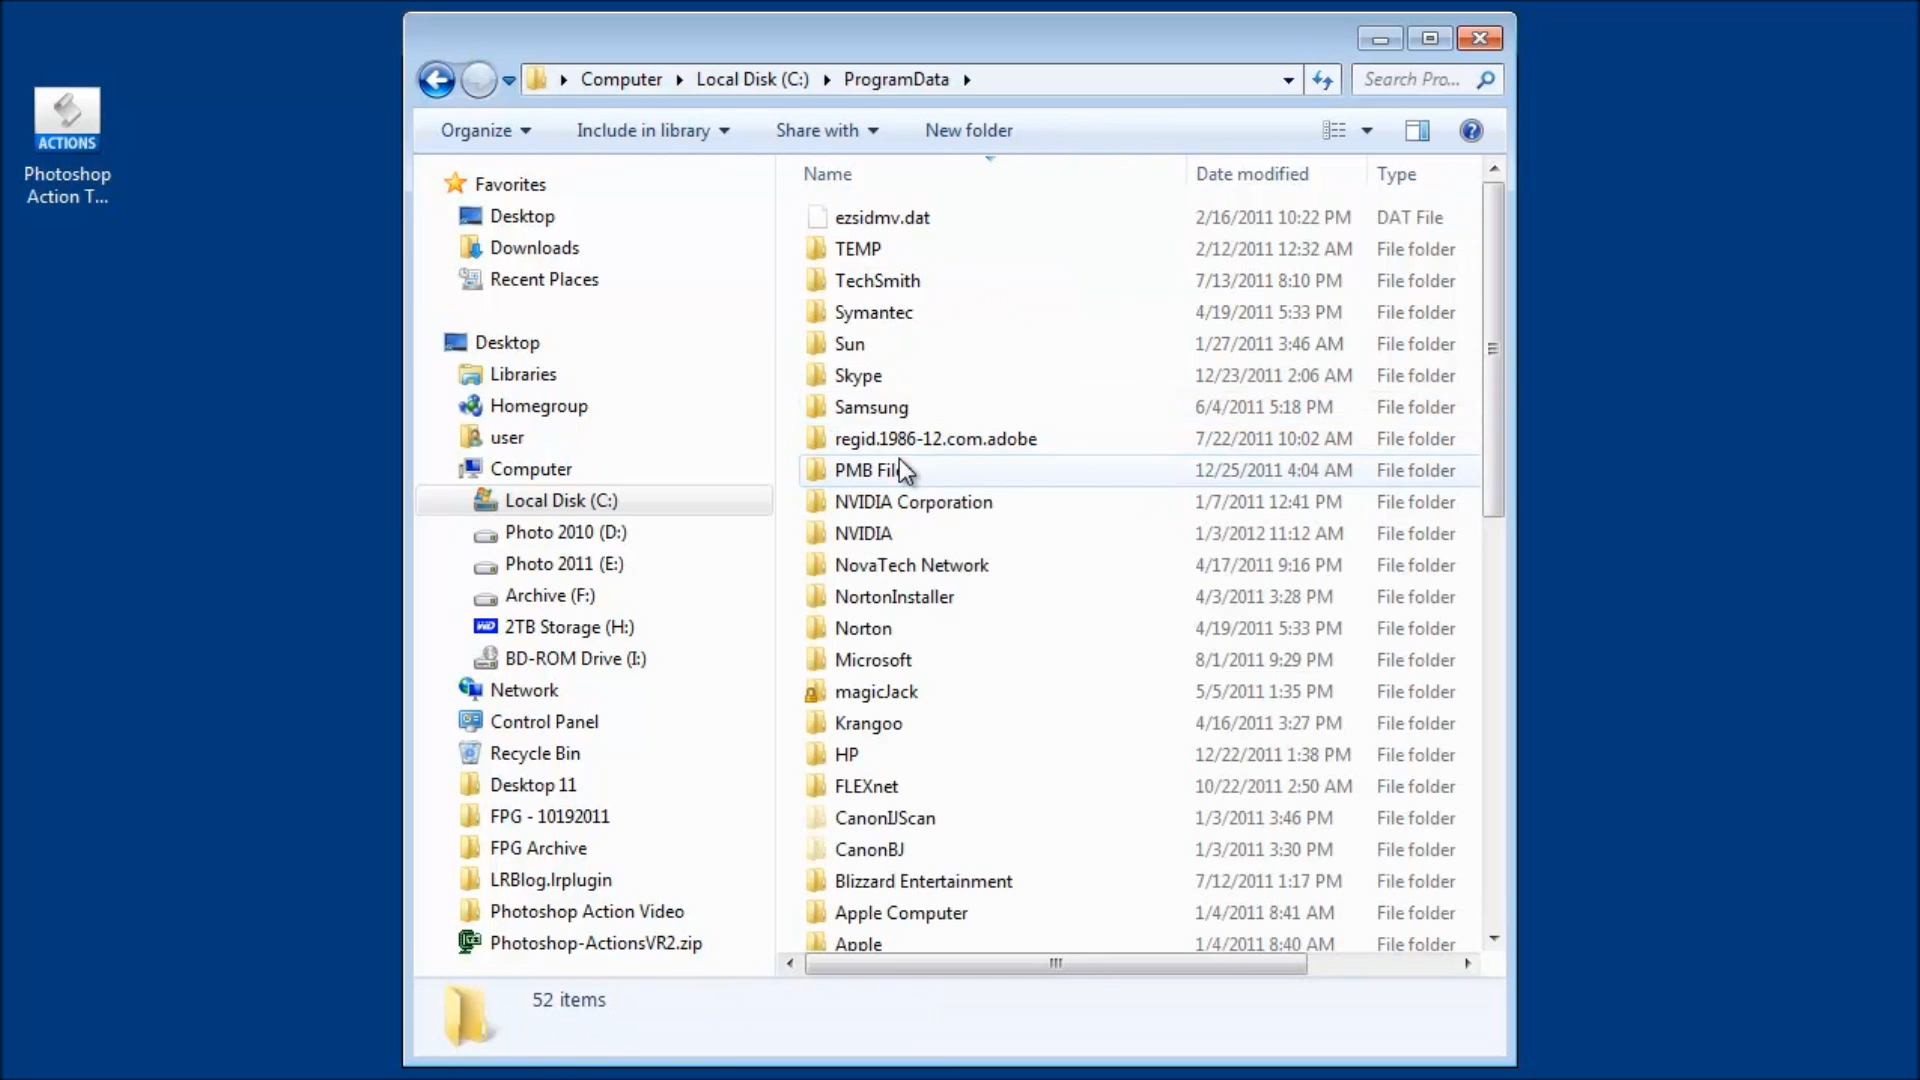 ACTIONS
Photoshop
Action T...
Computer Local Disk (C:) ProgramData Search Pro...
Organize Include in library Share with New folder
Favorites
Desktop
Downloads
Recent Places
Desktop
Libraries
Homegroup
user
Computer
Local Disk (C:)
Photo 2010 (D:)
Photo 2011 (E:)
Archive (F:)
WD 2TB Storage (H:)
BD-ROM Drive (I:)
Network
Control Panel
Recycle Bin
Desktop 11
FPG - 10192011
FPG Archive
LRBlog.lrplugin
Photoshop Action Video
Photoshop-ActionsVR2.zip
Name Date modified Type
ezsidmv.dat 2/16/2011 10:22 PM DAT File
TEMP 2/12/2011 12:32 AM File folder
TechSmith 7/13/2011 8:10 PM File folder
Symantec 4/19/2011 5:33 PM File folder
Sun 1/27/2011 3:46 AM File folder
Skype 12/23/2011 2:06 AM File folder
Samsung 6/4/2011 5:18 PM File folder
regid.1986-12.com.adobe 7/22/2011 10:02 AM File folder
PMB 12/25/2011 4:04 AM File folder
NVIDIA Corporation 1/7/2011 12:41 PM File folder
NVIDIA 1/3/2012 11:12 AM File folder
NovaTech Network 4/17/2011 9:16 PM File folder
NortonInstaller 4/3/2011 3:28 PM File folder
Norton 4/19/2011 5:33 PM File folder
Microsoft 8/1/2011 9:29 PM File folder
magicJack 5/5/2011 1:35 PM File folder
Krangoo 4/16/2011 3:27 PM File folder
HP 12/22/2011 1:38 PM File folder
FLEXnet 10/22/2011 2:50 AM File folder
CanonIJScan 1/3/2011 3:46 PM File folder
CanonBJ 1/3/2011 3:30 PM File folder
Blizzard Entertainment 7/12/2011 1:17 PM File folder
Apple Computer 1/4/2011 8:41 AM File folder
Apple 1/4/2011 8:40 AM File folder
52 items